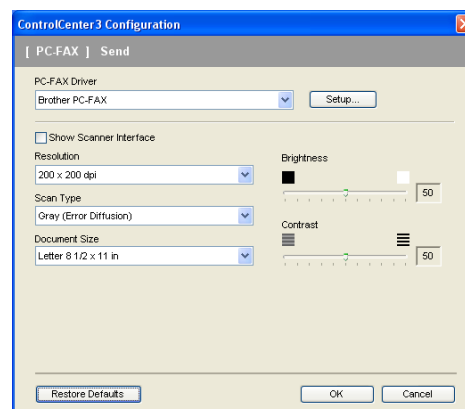 ControlCenter3 Configuration
[ PC-FAX ] Send
PC-FAX Driver
Brother PC-FAX
Setup...
Show Scanner Interface
Resolution
200 x 200 dpi
Scan Type
Gray (Error Diffusion)
Document Size
Letter 8 1/2 x 11 in
Brightness
50
Contrast
50
Restore Defaults
OK
Cancel